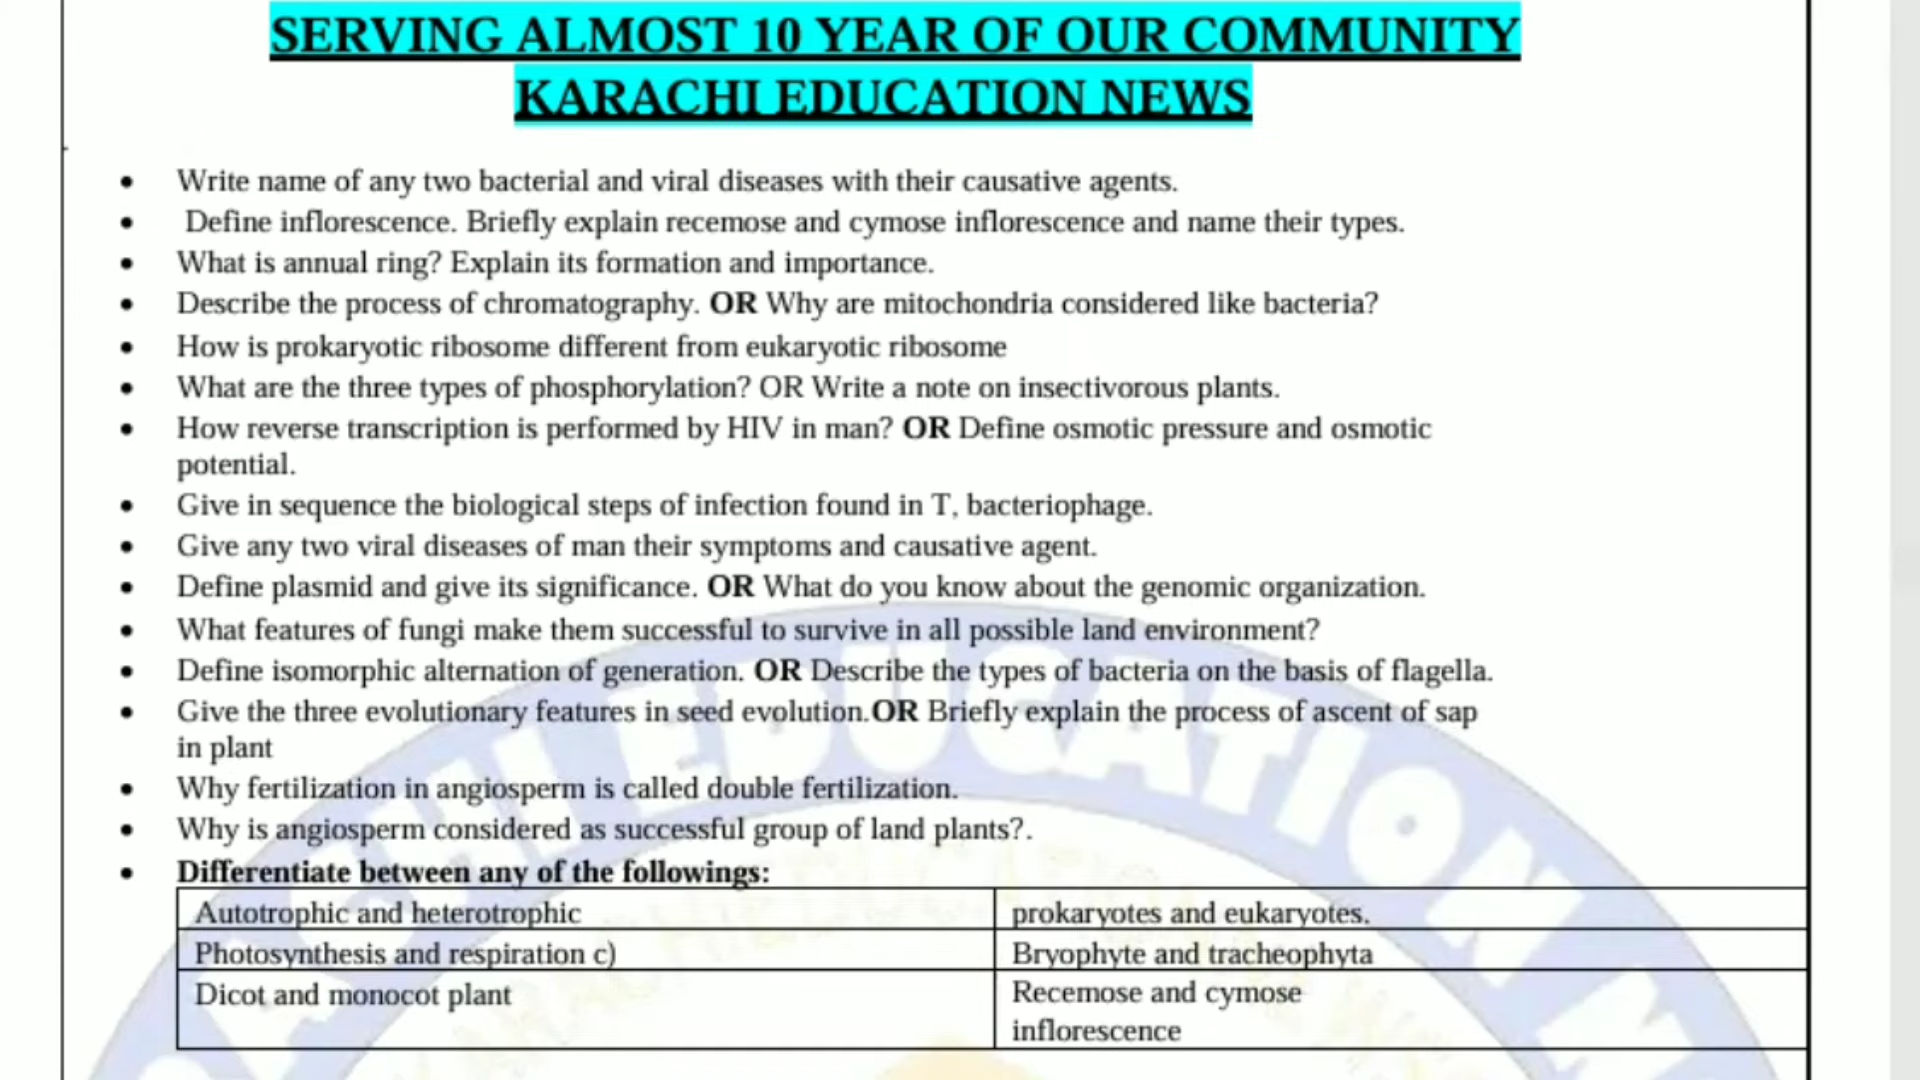 SERVING ALMOST 10 YEAR OF OUR COMMUNITY
KARACHI EDUCATION NEWS
• Write name of any two bacterial and viral diseases with their causative agents.
• Define inflorescence. Briefly explain recemose and cymose inflorescence and name their types.
• What is annual ring? Explain its formation and importance.
• Describe the process of chromatography. OR Why are mitochondria considered like bacteria?
• How is prokaryotic ribosome different from eukaryotic ribosome
• What are the three types of phosphorylation? OR Write a note on insectivorous plants.
• How reverse transcription is performed by HIV in man? OR Define osmotic pressure and osmotic
potential.
• Give in sequence the biological steps of infection found in T, bacteriophage.
• Give any two viral diseases of man their symptoms and causative agent.
• Define plasmid and give its significance. OR What do you know about the genomic organization.
• What features of fungi make them successful to survive in all possible land environment?
• Define isomorphic alternation of generation. OR Describe the types of bacteria on the basis of flagella.
• Give the three evolutionary features in seed evolution.OR Briefly explain the process of ascent of sap
in plant
• Why fertilization in angiosperm is called double fertilization.
• Why is angiosperm considered as successful group of land plants?.
• Differentiate between any of the followings:
Autotrophic and heterotrophic
prokaryotes and eukaryotes.
Photosynthesis and respiration c)
Bryophyte and tracheophyta
Dicot and monocot plant
Recemose and cymose
inflorescence
EDUCATION